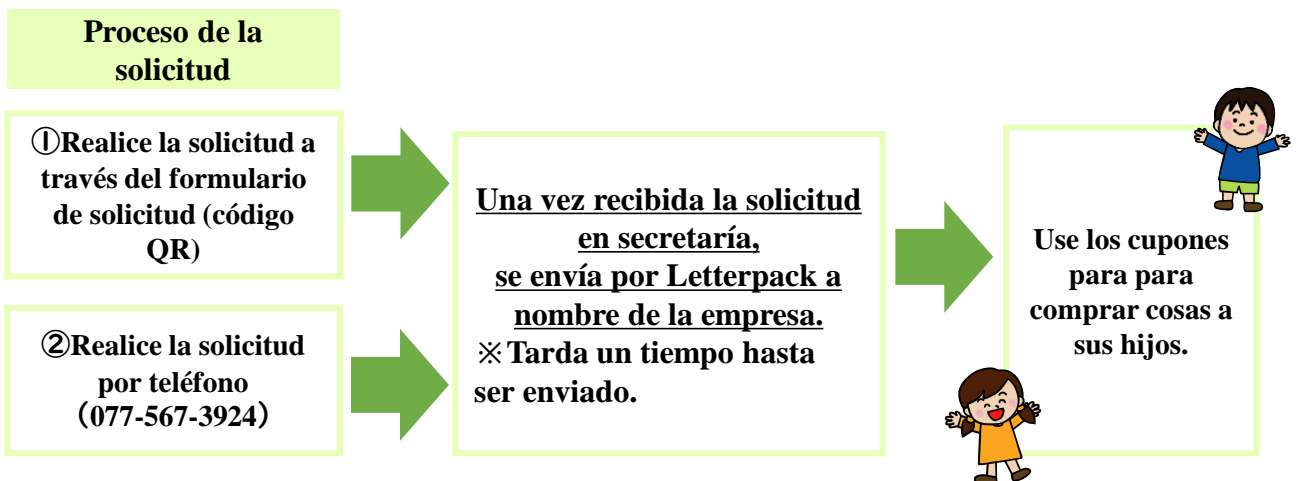 Proceso de la
solicitud
①Realice la solicitud a
través del formulario
de solicitud (código
QR)
②Realice la solicitud
por teléfono
（077-567-3924）
Una vez recibida la solicitud
en secretaría,
se envía por Letterpack a
nombre de la empresa.
※Tarda un tiempo hasta
ser enviado.
Use los cupones
para para
comprar cosas a
sus hijos.